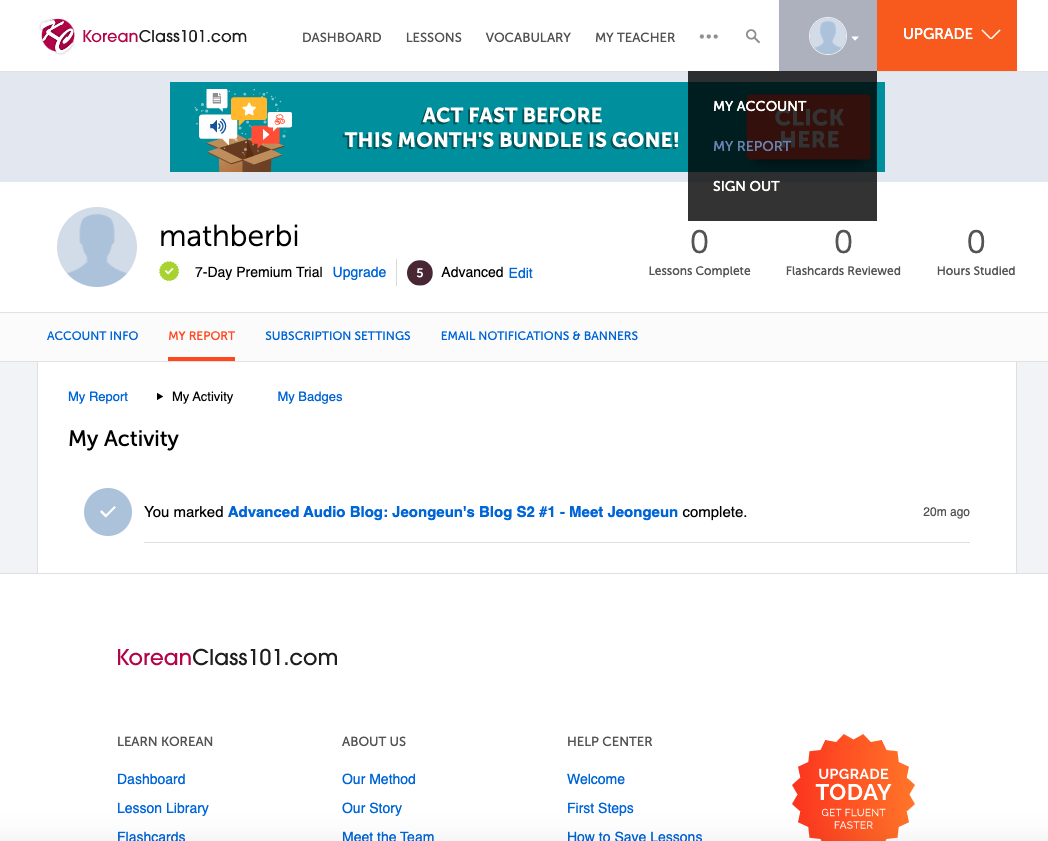 KoreanClass101.com
DASHBOARD LESSONS VOCABULARY MY TEACHER
UPGRADE
ACT FAST BEFORE
THIS MONTH'S BUNDLE IS GONE!
CLICK
HERE
MY ACCOUNT
MY REPORT
SIGN OUT
mathberbi
7-Day Premium Trial Upgrade 5 Advanced Edit
0 0 0
Lessons Complete Flashcards Reviewed Hours Studied
ACCOUNT INFO MY REPORT SUBSCRIPTION SETTINGS EMAIL NOTIFICATIONS & BANNERS
My Report My Activity My Badges
My Activity
You marked Advanced Audio Blog: Jeongeun's Blog S2 #1 - Meet Jeongeun complete. 20m ago
KoreanClass101.com
LEARN KOREAN ABOUT US HELP CENTER
Dashboard Our Method Welcome
Lesson Library Our Story First Steps
Flashcards Meet the Team How to Save Lessons
UPGRADE
TODAY
GET FLUENT
FASTER